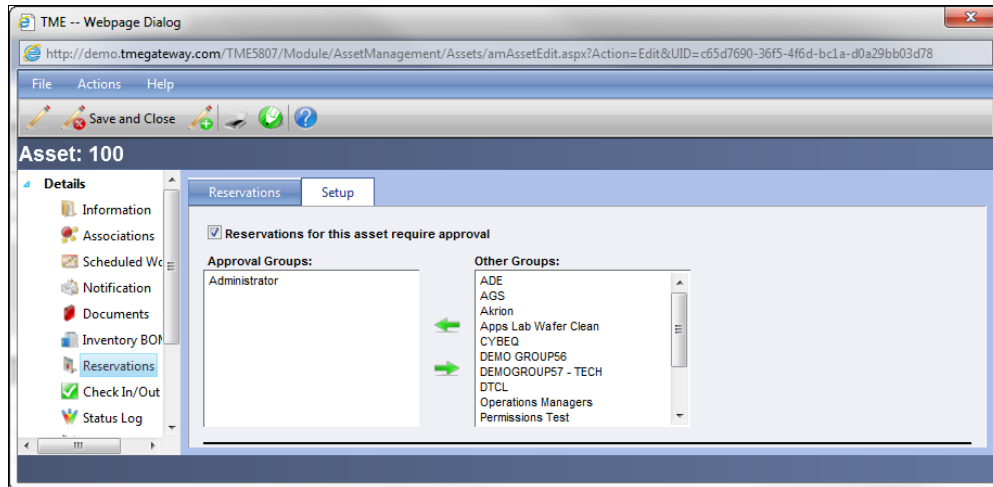 TME -- Webpage Dialog
http://demo.tmegateway.com/TME5807/Module/AssetManagement/Assets/amAssetEdit.aspx?Action=Edit&UID=c65d7690-36f5-4f6d-bc1a-d0a29bb03d78
File Actions Help
Save and Close
Asset: 100
Details
Information
Associations
Scheduled Wc
Notification
Documents
Inventory BON
Reservations
Check In/Out
Status Log
Reservations Setup
Reservations for this asset require approval
Approval Groups:
Administrator
Other Groups:
ADE
AGS
Akrion
Apps Lab Wafer Clean
CYBEQ
DEMO GROUP56
DEMOGROUP57 - TECH
DTCL
Operations Managers
Permissions Test